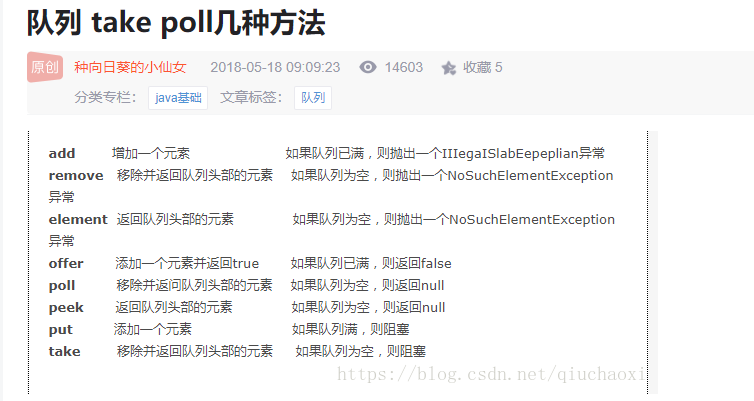 队列 take poll几种方法
原创 种向日葵的小仙女 2018-05-18 09:09:23 14603 收藏 5
分类专栏： java基础 文章标签： 队列
add 增加一个元索 如果队列已满，则抛出一个IIIegaISlabEepeplian异常
remove 移除并返回队列头部的元素 如果队列为空，则抛出一个NoSuchElementException
异常
element 返回队列头部的元素 如果队列为空，则抛出一个NoSuchElementException
异常
offer 添加一个元素并返回true 如果队列已满，则返回false
poll 移除并返问队列头部的元素 如果队列为空，则返回null
peek 返回队列头部的元素 如果队列为空，则返回null
put 添加一个元素 如果队列满，则阻塞
take 移除并返回队列头部的元素 如果队列为空，则阻塞
https://blog.csdn.net/qiuchaoxi